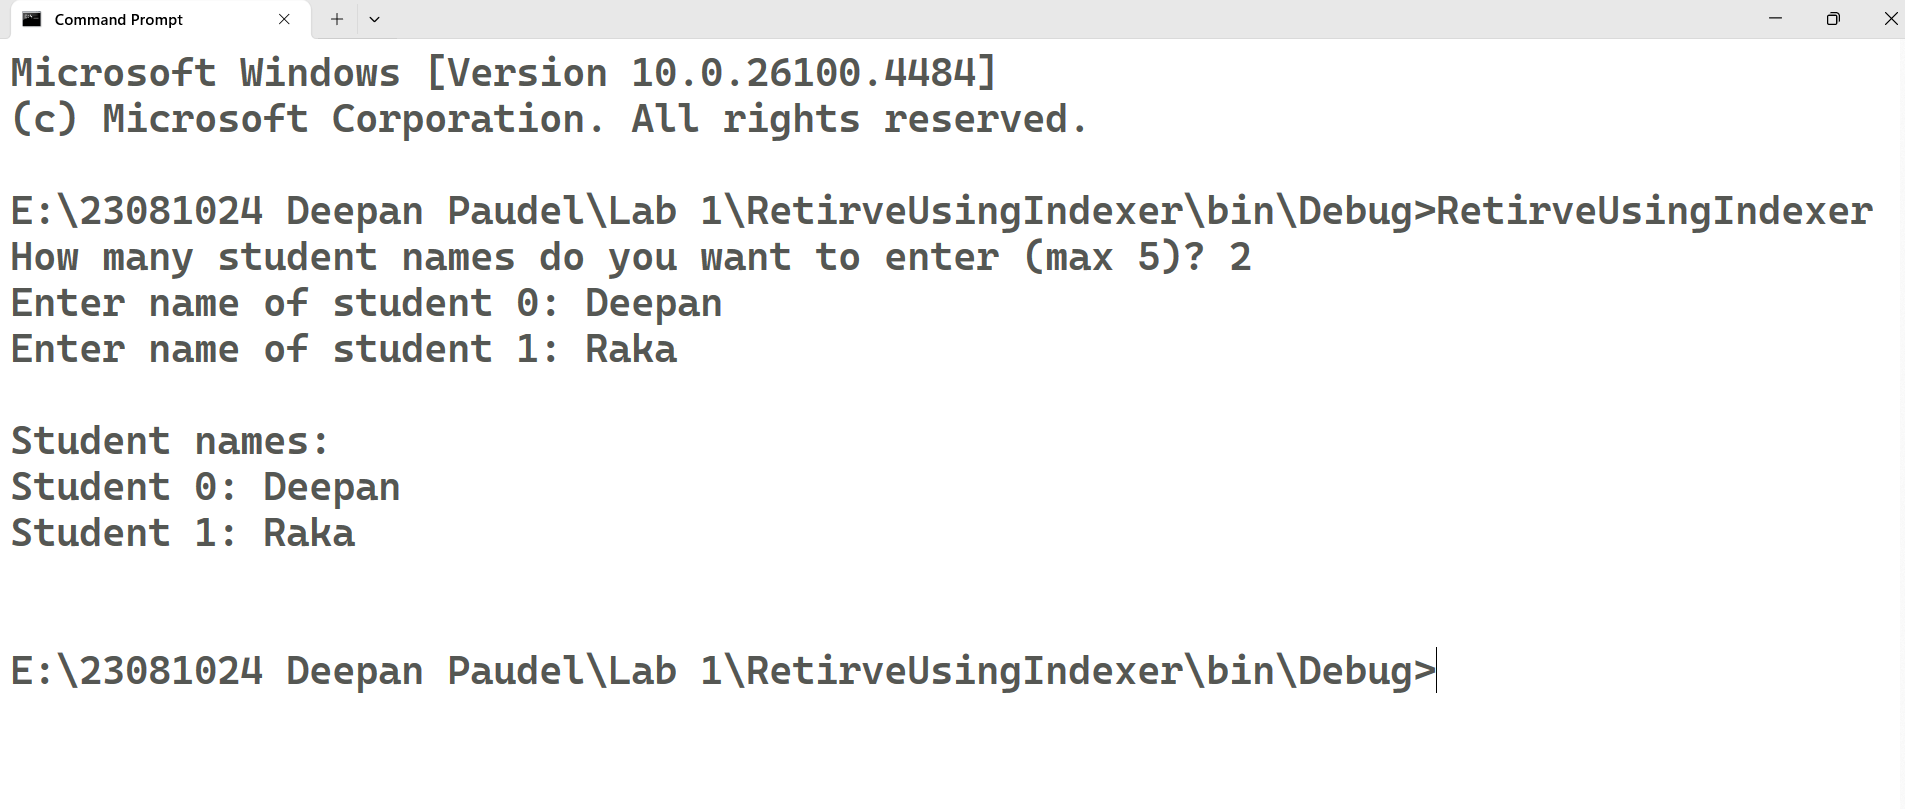 Command Prompt
Microsoft Windows [Version 10.0.26100.4484]
(c) Microsoft Corporation. All rights reserved.
E:\23081024 Deepan Paudel\Lab 1\RetirveUsingIndexer\bin\Debug>RetirveUsingIndexer
How many student names do you want to enter (max 5)? 2
Enter name of student 0: Deepan
Enter name of student 1: Raka
Student names:
Student 0: Deepan
Student 1: Raka
E:\23081024 Deepan Paudel\Lab 1\RetirveUsingIndexer\bin\Debug>